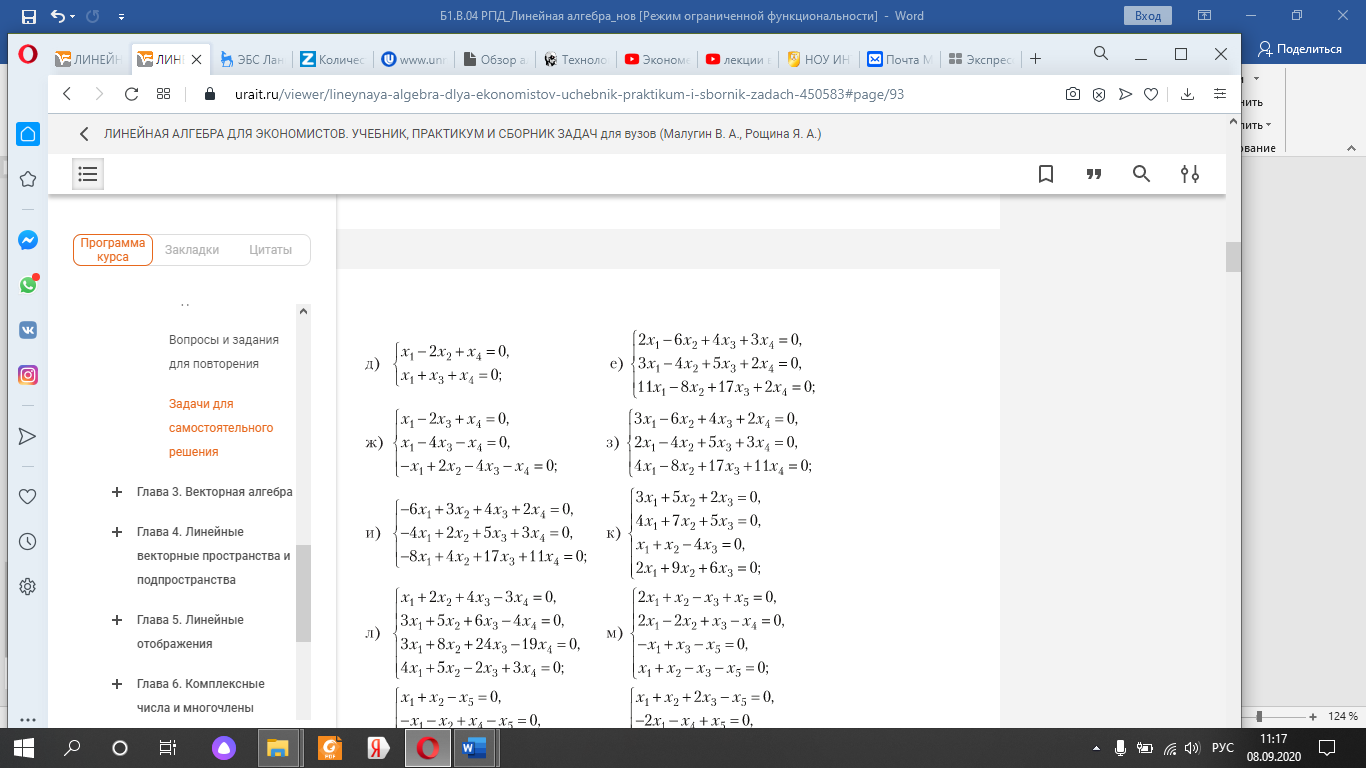 Б1.В.04 РПД_Линейная алгебра_нов [Режим ограниченной функциональности] - Word
Вход
Поделиться
ЛИНЕЙН
ЛИНЕ
ЭБС Лан
Количес
www.unr
Обзор а
Техноло
Эконом
лекции
НОУ ИН
Почта М
Экспрес
urait.ru/viewer/lineynaya-algebra-dlya-ekonomistov-uchebnik-praktikum-i-sbornik-zadach-450583#page/93
нить
ить
ование
ЛИНЕЙНАЯ АЛГЕБРА ДЛЯ ЭКОНОМИСТОВ. УЧЕБНИК, ПРАКТИКУМ И СБОРНИК ЗАДАЧ для вузов (Малугин В. А., Рощина Я. А.)
Программа курса
Закладки
Цитаты
Вопросы и задания
для повторения
Задачи для
самостоятельного
решения
Глава 3. Векторная алгебра
Глава 4. Линейные
векторные пространства и
подпространства
Глава 5. Линейные
отображения
Глава 6. Комплексные
числа и многочлены
д)
x₁ − 2x₂ + x₄ = 0,
x₁ + x₃ + x₄ = 0;
е)
2x₁ − 6x₂ + 4x₃ + 3x₄ = 0,
3x₁ − 4x₂ + 5x₃ + 2x₄ = 0,
11x₁ − 8x₂ + 17x₃ + 2x₄ = 0;
ж)
x₁ − 2x₃ + x₄ = 0,
x₁ − 4x₃ − x₄ = 0,
−x₁ + 2x₂ − 4x₃ − x₄ = 0;
з)
3x₁ − 6x₂ + 4x₃ + 2x₄ = 0,
2x₁ − 4x₂ + 5x₃ + 3x₄ = 0,
4x₁ − 8x₂ + 17x₃ + 11x₄ = 0;
и)
−6x₁ + 3x₂ + 4x₃ + 2x₄ = 0,
−4x₁ + 2x₂ + 5x₃ + 3x₄ = 0,
−8x₁ + 4x₂ + 17x₃ + 11x₄ = 0;
к)
3x₁ + 5x₂ + 2x₃ = 0,
4x₁ + 7x₂ + 5x₃ = 0,
x₁ + x₂ − 4x₃ = 0,
2x₁ + 9x₂ + 6x₃ = 0;
л)
x₁ + 2x₂ + 4x₃ − 3x₄ = 0,
3x₁ + 5x₂ + 6x₃ − 4x₄ = 0,
3x₁ + 8x₂ + 24x₃ − 19x₄ = 0,
4x₁ + 5x₂ − 2x₃ + 3x₄ = 0;
м)
2x₁ + x₂ − x₃ + x₅ = 0,
2x₁ − 2x₂ + x₃ − x₄ = 0,
−x₁ + x₃ − x₅ = 0,
x₁ + x₂ − x₃ − x₅ = 0;
x₁ + x₂ − x₅ = 0,
−x₁ − x₂ + x₄ − x₅ = 0,
x₁ + x₂ + 2x₃ − x₅ = 0,
−2x₁ − x₄ + x₅ = 0,
124 %
РУС
11:17
08.09.2020